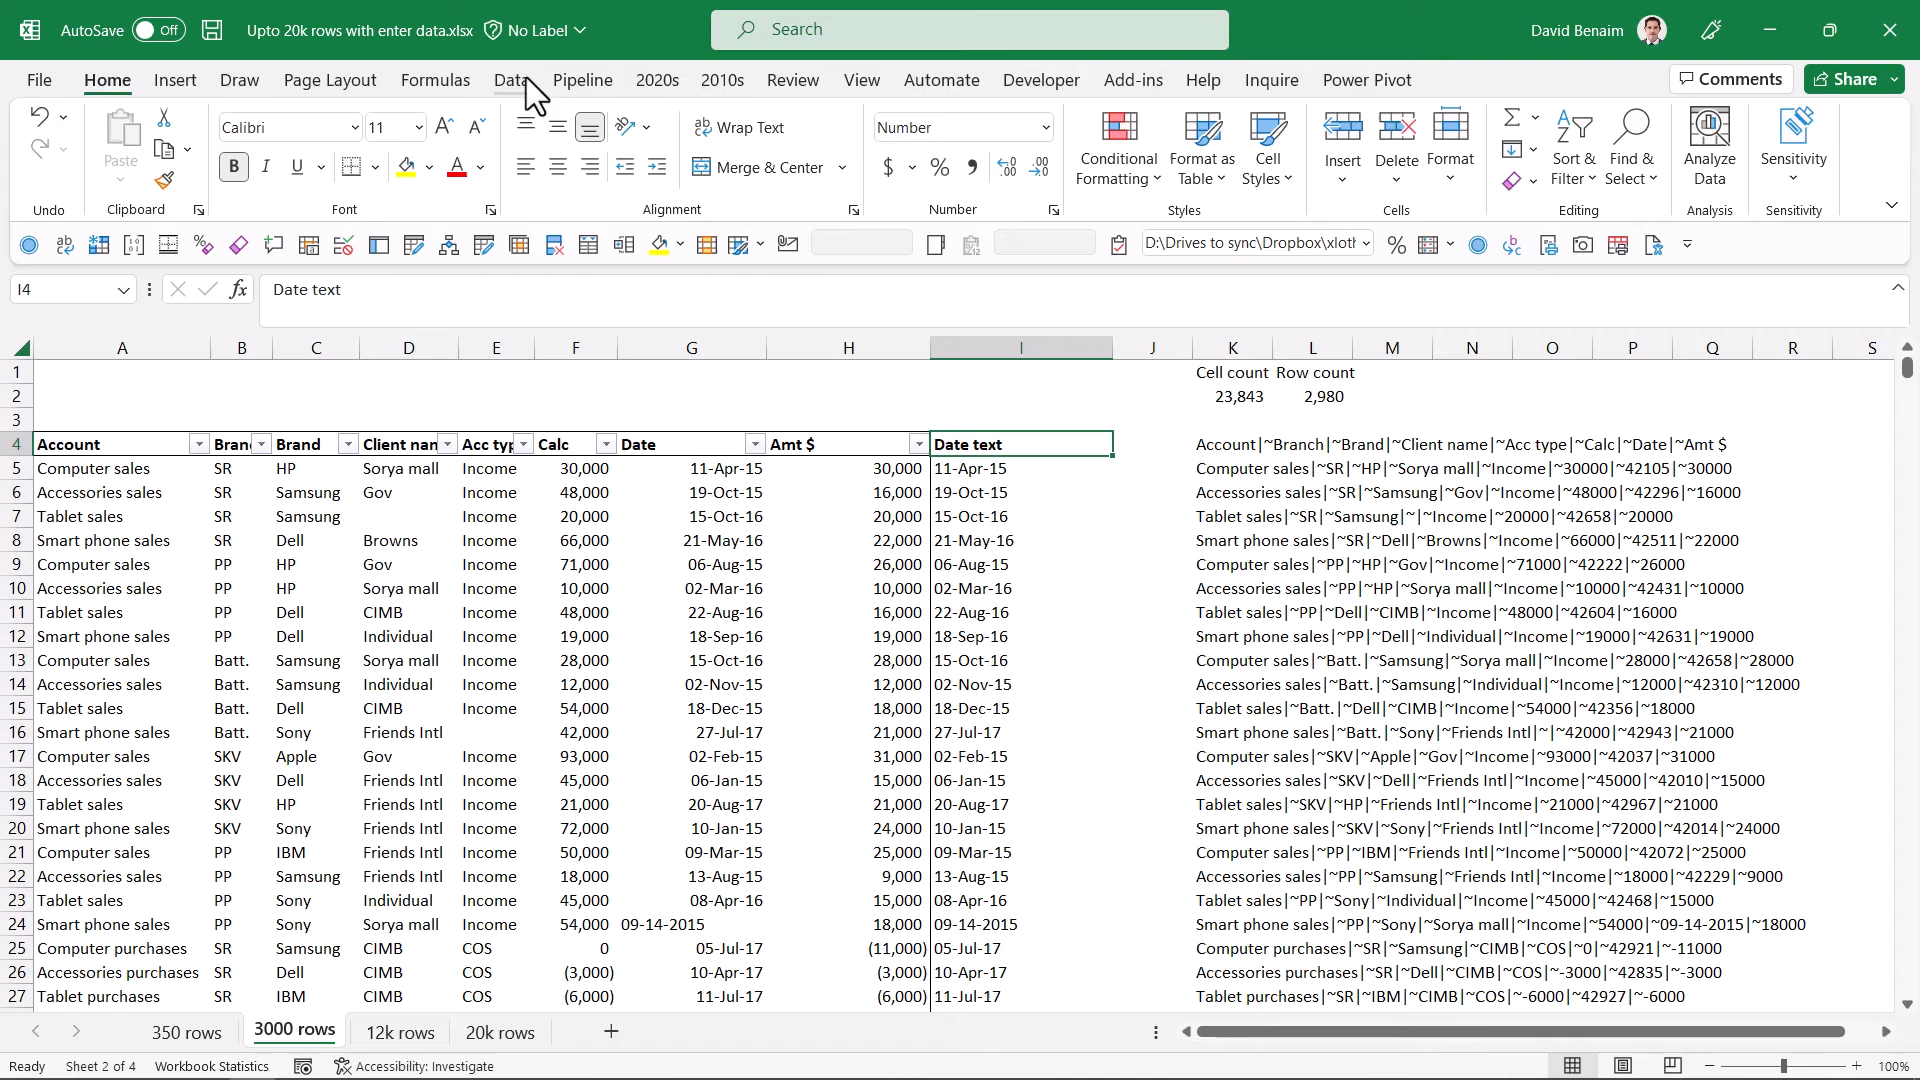 AutoSave Off Upto 20k rows with enter data.xlsx No Label Search David Benaim
File Home Insert Draw Page Layout Formulas Data Pipeline 2020s 2010s Review View Automate Developer Add-ins Help Inquire Power Pivot Comments Share
Paste Calibri 11 Wrap Text Number Conditional Format as Cell Insert Delete Format Sort & Find & Analyze Sensitivity
B I U A Merge & Center $ % Formatting Table Styles Filter Select Data
Undo Clipboard Font Alignment Number Styles Cells Editing Analysis Sensitivity
D:\Drives to sync\Dropbox\xloth
I4 fx Date text
A B C D E F G H I J K L M N O P Q R S
1 Cell count Row count
2 23,843 2,980
3
4 Account Branc Brand Client nan Acc typ Calc Date Amt $ Date text Account|~Branch|~Brand|~Client name|~Acc type|~Calc|~Date|~Amt $
5 Computer sales SR HP Sorya mall Income 30,000 11-Apr-15 30,000 11-Apr-15 Computer sales|~SR|~HP|~Sorya mall|~Income|~30000|~42105|~30000
6 Accessories sales SR Samsung Gov Income 48,000 19-Oct-15 16,000 19-Oct-15 Accessories sales|~SR|~Samsung|~Gov|~Income|~48000|~42296|~16000
7 Tablet sales SR Samsung Income 20,000 15-Oct-16 20,000 15-Oct-16 Tablet sales|~SR|~Samsung|~|~Income|~20000|~42658|~20000
8 Smart phone sales SR Dell Browns Income 66,000 21-May-16 22,000 21-May-16 Smart phone sales|~SR|~Dell|~Browns|~Income|~66000|~42511|~22000
9 Computer sales PP HP Gov Income 71,000 06-Aug-15 26,000 06-Aug-15 Computer sales|~PP|~HP|~Gov|~Income|~71000|~42222|~26000
10 Accessories sales PP HP Sorya mall Income 10,000 02-Mar-16 10,000 02-Mar-16 Accessories sales|~PP|~HP|~Sorya mall|~Income|~10000|~42431|~10000
11 Tablet sales PP Dell CIMB Income 48,000 22-Aug-16 16,000 22-Aug-16 Tablet sales|~PP|~Dell|~CIMB|~Income|~48000|~42604|~16000
12 Smart phone sales PP Dell Individual Income 19,000 18-Sep-16 19,000 18-Sep-16 Smart phone sales|~PP|~Dell|~Individual|~Income|~19000|~42631|~19000
13 Computer sales Batt. Samsung Sorya mall Income 28,000 15-Oct-16 28,000 15-Oct-16 Computer sales|~Batt.|~Samsung|~Sorya mall|~Income|~28000|~42658|~28000
14 Accessories sales Batt. Samsung Individual Income 12,000 02-Nov-15 12,000 02-Nov-15 Accessories sales|~Batt.|~Samsung|~Individual|~Income|~12000|~42310|~12000
15 Tablet sales Batt. Dell CIMB Income 54,000 18-Dec-15 18,000 18-Dec-15 Tablet sales|~Batt.|~Dell|~CIMB|~Income|~54000|~42356|~18000
16 Smart phone sales Batt. Sony Friends Intl 42,000 27-Jul-17 21,000 27-Jul-17 Smart phone sales|~Batt.|~Sony|~Friends Intl|~|~42000|~42943|~21000
17 Computer sales SKV Apple Gov Income 93,000 02-Feb-15 31,000 02-Feb-15 Computer sales|~SKV|~Apple|~Gov|~Income|~93000|~42037|~31000
18 Accessories sales SKV Dell Friends Intl Income 45,000 06-Jan-15 15,000 06-Jan-15 Accessories sales|~SKV|~Dell|~Friends Intl|~Income|~45000|~42010|~15000
19 Tablet sales SKV HP Friends Intl Income 21,000 20-Aug-17 21,000 20-Aug-17 Tablet sales|~SKV|~HP|~Friends Intl|~Income|~21000|~42967|~21000
20 Smart phone sales SKV Sony Friends Intl Income 72,000 10-Jan-15 24,000 10-Jan-15 Smart phone sales|~SKV|~Sony|~Friends Intl|~Income|~72000|~42014|~24000
21 Computer sales PP IBM Friends Intl Income 50,000 09-Mar-15 25,000 09-Mar-15 Computer sales|~PP|~IBM|~Friends Intl|~Income|~50000|~42072|~25000
22 Accessories sales PP Samsung Friends Intl Income 18,000 13-Aug-15 9,000 13-Aug-15 Accessories sales|~PP|~Samsung|~Friends Intl|~Income|~18000|~42229|~9000
23 Tablet sales PP Sony Individual Income 45,000 08-Apr-16 15,000 08-Apr-16 Tablet sales|~PP|~Sony|~Individual|~Income|~45000|~42468|~15000
24 Smart phone sales PP Sony Sorya mall Income 54,000 09-14-2015 18,000 09-14-2015 Smart phone sales|~PP|~Sony|~Sorya mall|~Income|~54000|~09-14-2015|~18000
25 Computer purchases SR Samsung CIMB COS 0 05-Jul-17 (11,000) 05-Jul-17 Computer purchases|~SR|~Samsung|~CIMB|~COS|~0|~42921|~-11000
26 Accessories purchases SR Dell CIMB COS (3,000) 10-Apr-17 (3,000) 10-Apr-17 Accessories purchases|~SR|~Dell|~CIMB|~COS|~-3000|~42835|~-3000
27 Tablet purchases SR IBM CIMB COS (6,000) 11-Jul-17 (6,000) 11-Jul-17 Tablet purchases|~SR|~IBM|~CIMB|~COS|~-6000|~42927|~-6000
350 rows 3000 rows 12k rows 20k rows
Ready Sheet 2 of 4 Workbook Statistics Accessibility: Investigate 100%